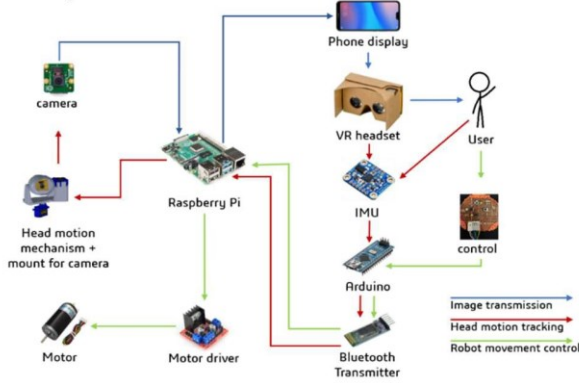 Phone display
camera
VR headset
User
Raspberry Pi
IMU
control
Head motion
mechanism +
mount for camera
Arduino
Image transmission
Head motion tracking
Robot movement control
Motor
Motor driver
Bluetooth
Transmitter